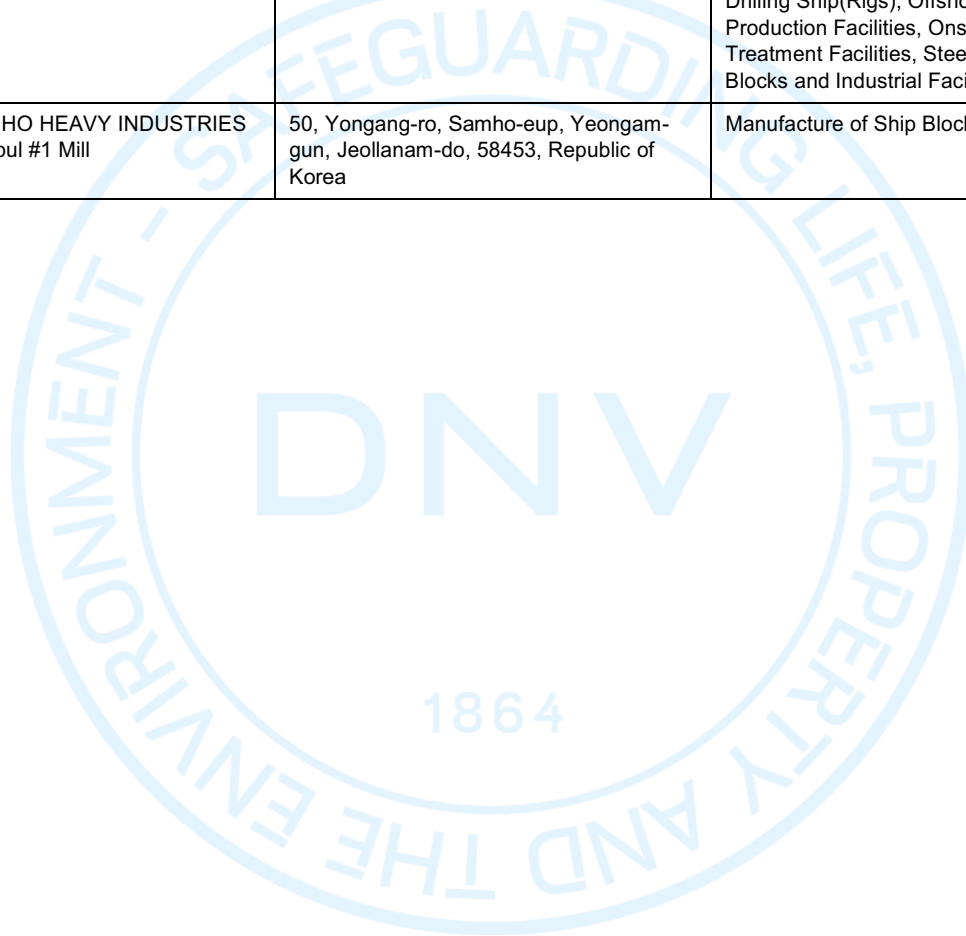 Drilling Ship(Rigs), Offsho
Production Facilities, Ons
Treatment Facilities, Stee
Blocks and Industrial Faci
HO HEAVY INDUSTRIES
oul #1 Mill
50, Yongang-ro, Samho-eup, Yeongam-
gun, Jeollanam-do, 58453, Republic of
Korea
Manufacture of Ship Bloc
SAFEGUARDING LIFE, PROPERTY AND THE ENVIRONMENT -
DNV
1864